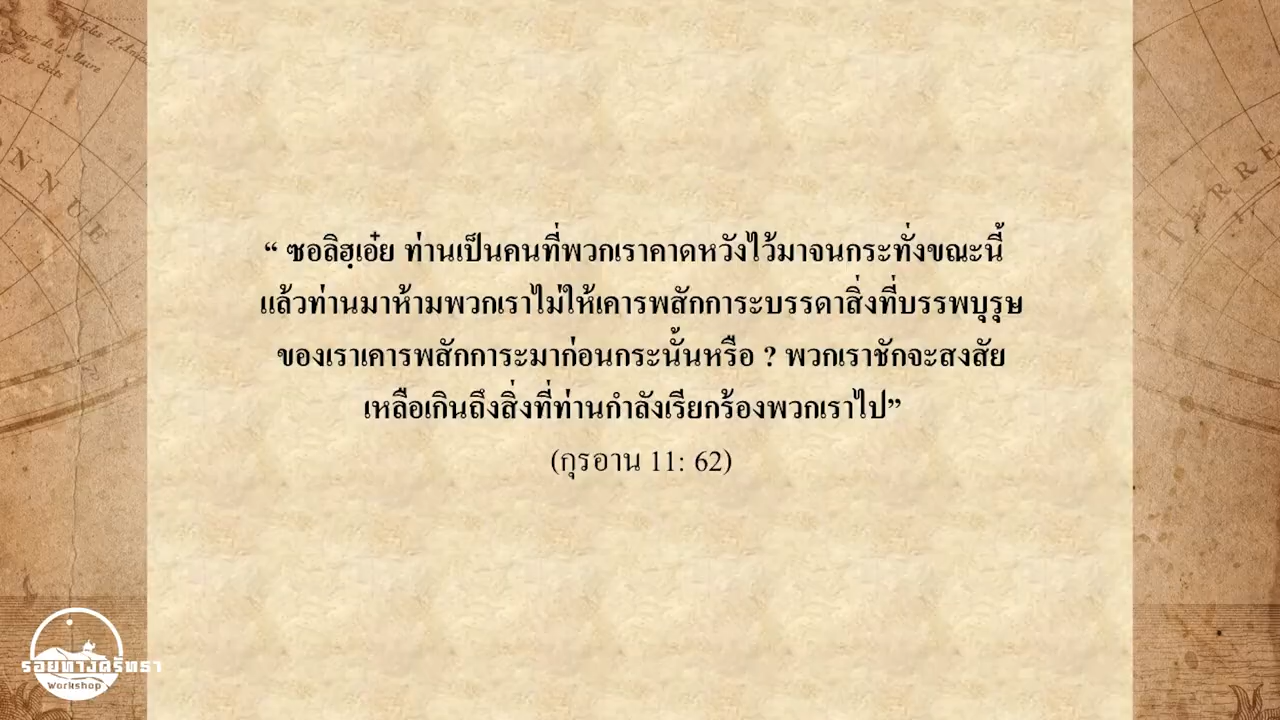 “ ซอลิฮฺเอ๋ย ท่านเป็นคนที่พวกเราคาดหวังไว้มาจนกระทั่งขณะนี้
แล้วท่านมาห้ามพวกเราไม่ให้เคารพสักการะบรรดาสิ่งที่บรรพบุรุษ
ของเราเคารพสักการะมาก่อนกระนั้นหรือ ? พวกเราชักจะสงสัย
เหลือเกินถึงสิ่งที่ท่านกำลังเรียกร้องพวกเราไป”
(กุรอาน 11: 62)
รอยทางศรัทธา
Workshop